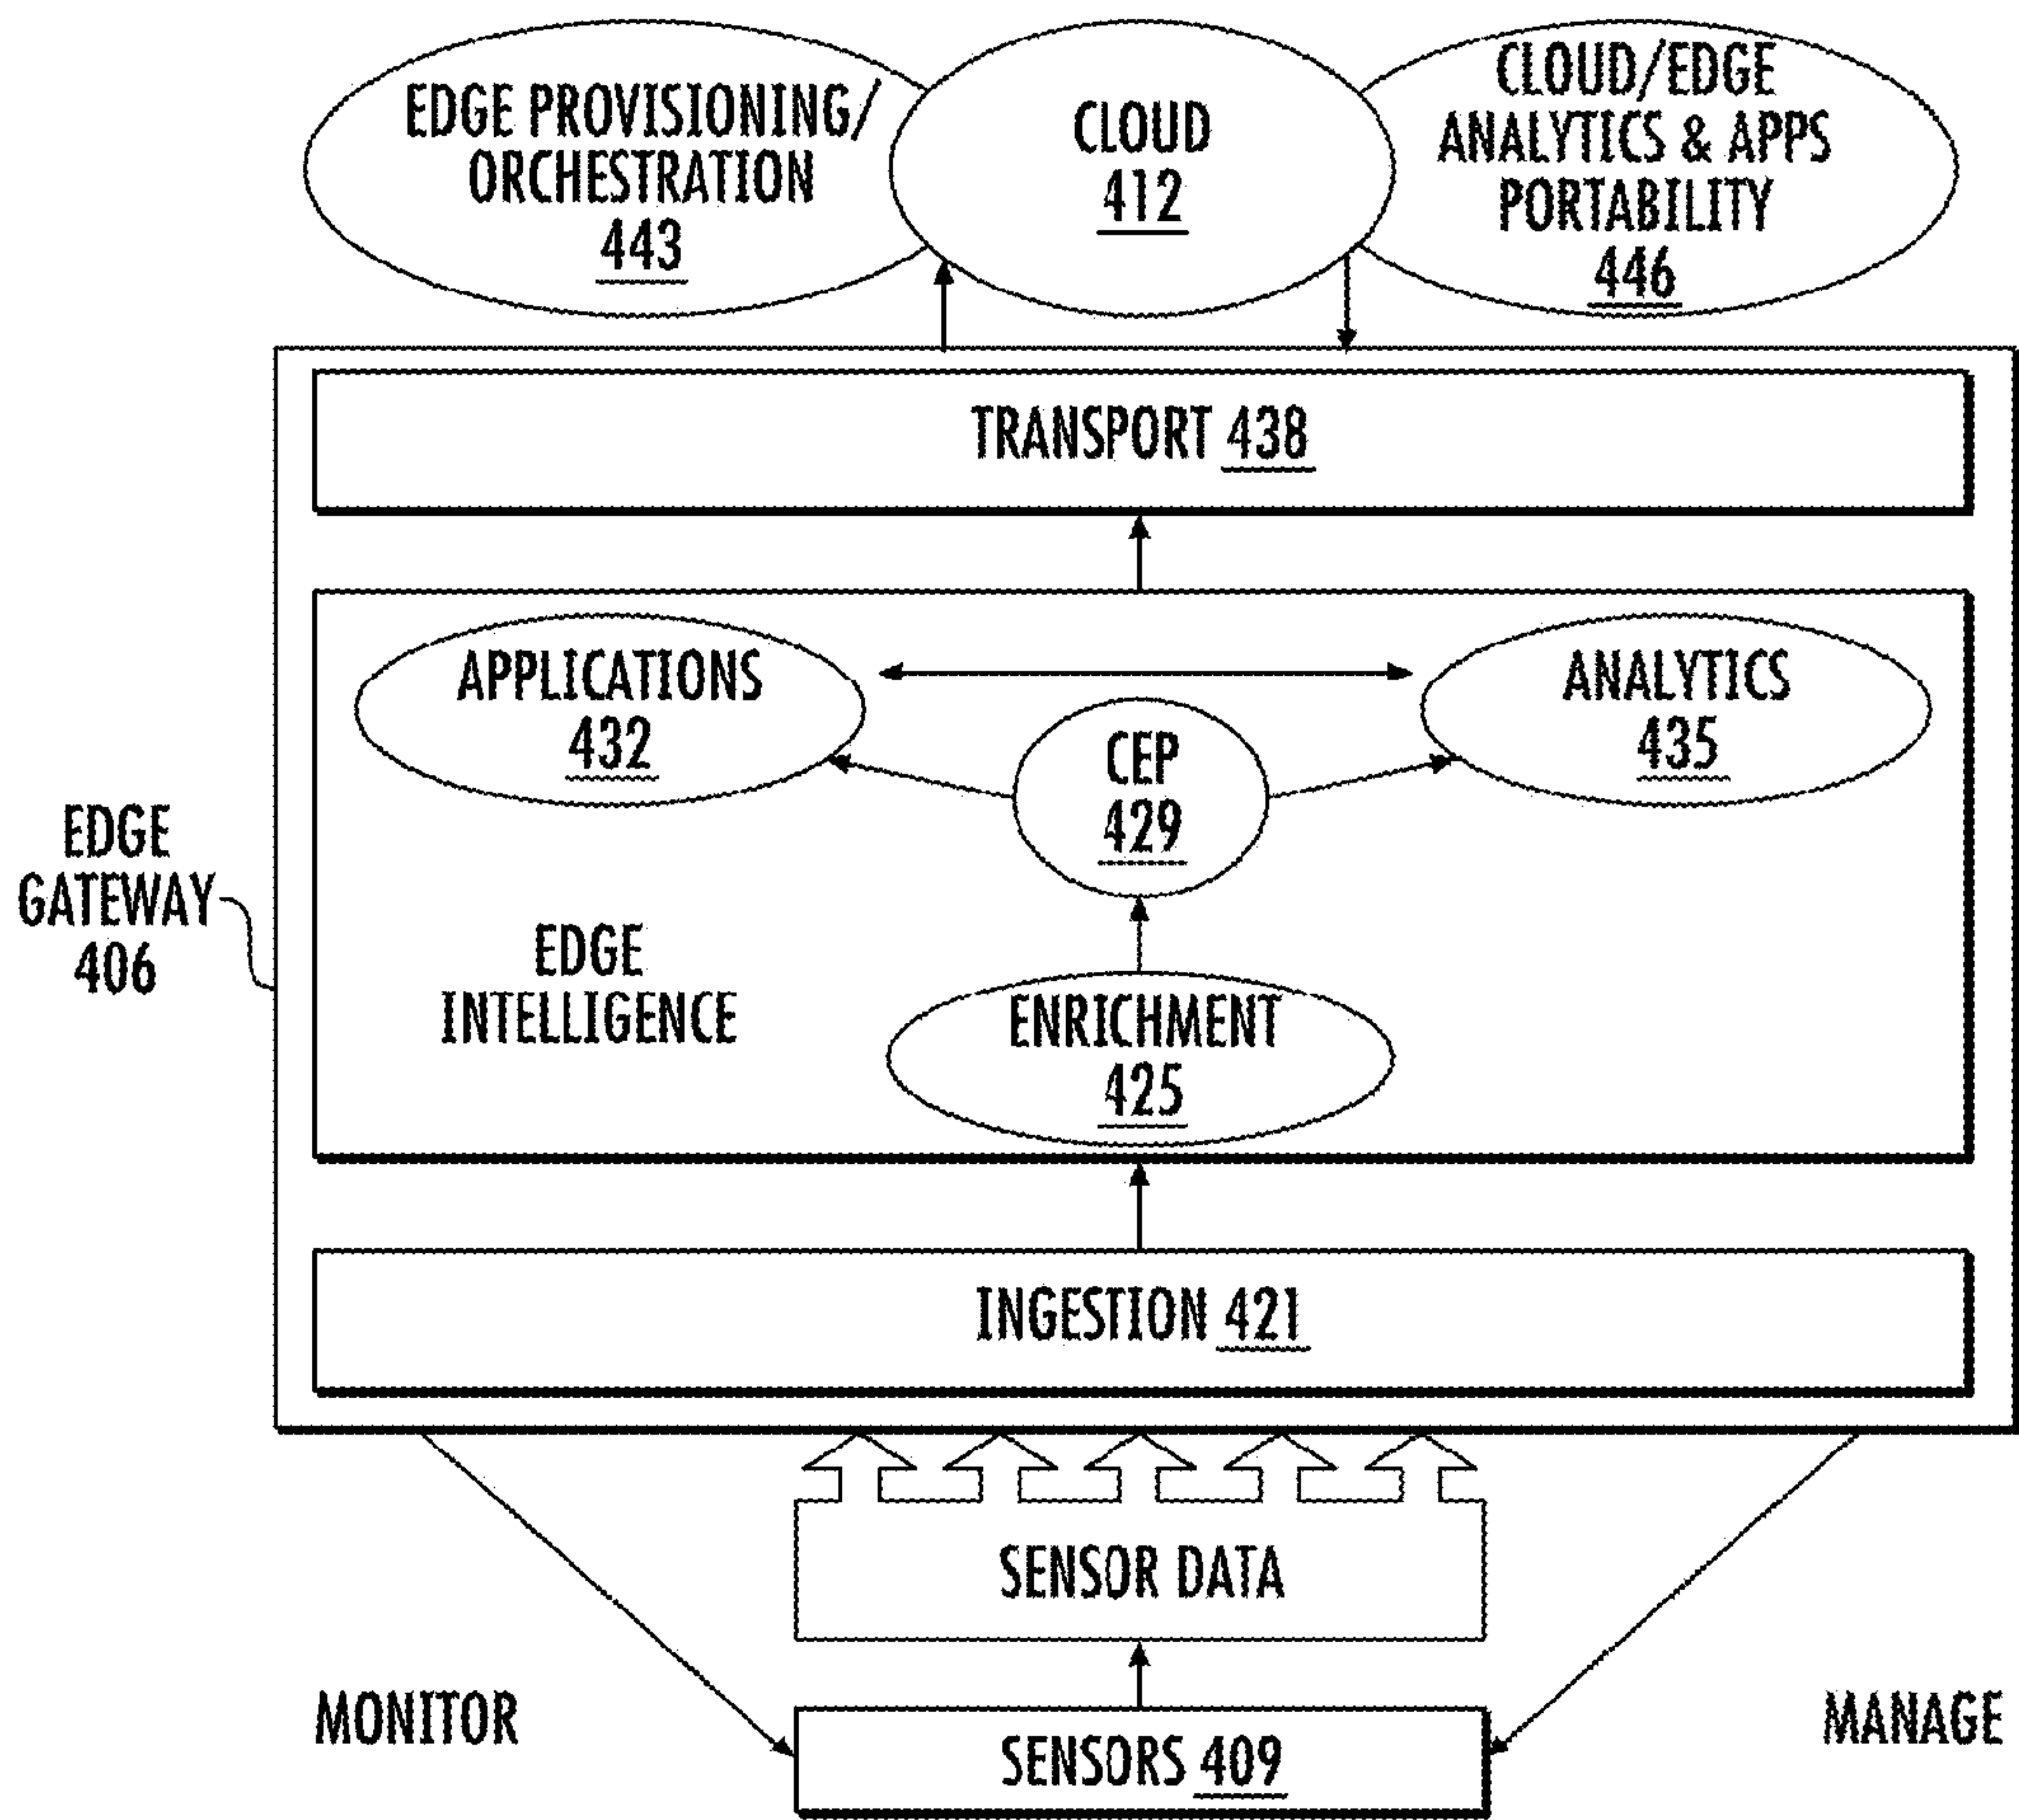 EDGE PROVISIONING/
ORCHESTRATION
443
CLOUD
412
CLOUD/EDGE
ANALYTICS & APPS
PORTABILITY
446
TRANSPORT 438
APPLICATIONS
432
ANALYTICS
435
CEP
429
EDGE
GATEWAY
406
EDGE
INTELLIGENCE
ENRICHMENT
425
INGESTION 421
SENSOR DATA
MONITOR
MANAGE
SENSORS 409